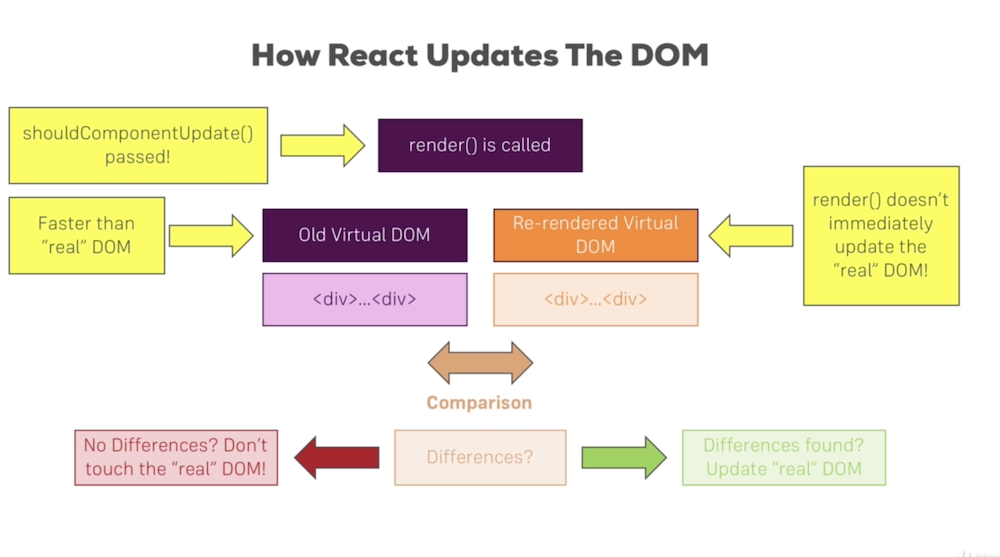 How React Updates The DOM
shouldComponentUpdate()
passed!
render() is called
Faster than
“real” DOM
Old Virtual DOM
Re-rendered Virtual
DOM
render() doesn’t
immediately
update the
“real” DOM!
<div>...<div>
<div>...<div>
Comparison
No Differences? Don’t
touch the “real” DOM!
Differences?
Differences found?
Update “real” DOM